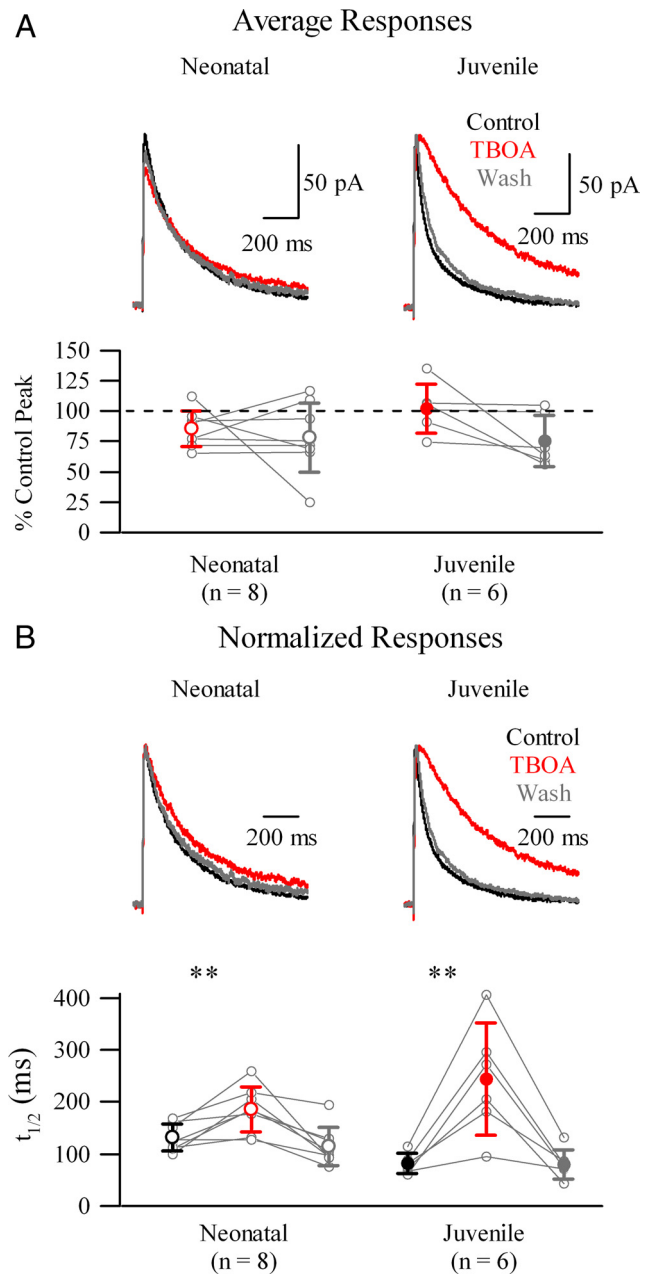 A
Average Responses
Neonatal
Juvenile
Control
TBOA
Wash
50 pA
200 ms
50 pA
200 ms
% Control Peak
150
125
100
75
50
25
0
Neonatal
(n = 8)
Juvenile
(n = 6)
B
Normalized Responses
Neonatal
Juvenile
Control
TBOA
Wash
200 ms
200 ms
**
**
t1/2 (ms)
400
300
200
100
0
Neonatal
(n = 8)
Juvenile
(n = 6)